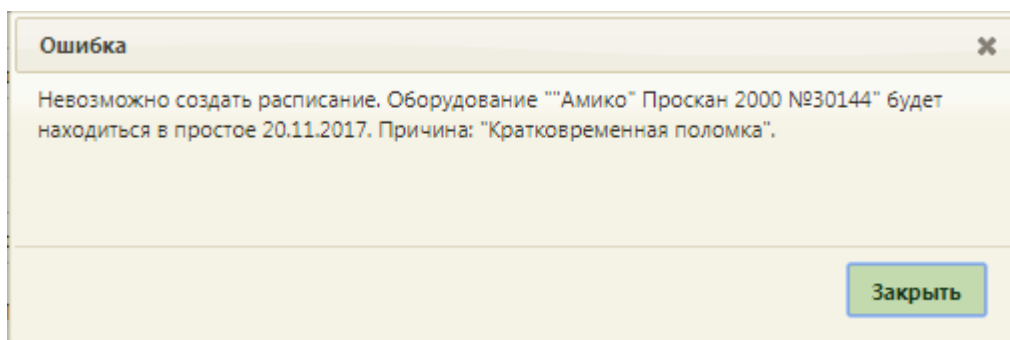 Ошибка
Невозможно создать расписание. Оборудование ""Амико" Проскан 2000 №30144" будет
находиться в простое 20.11.2017. Причина: "Кратковременная поломка".
Закрыть